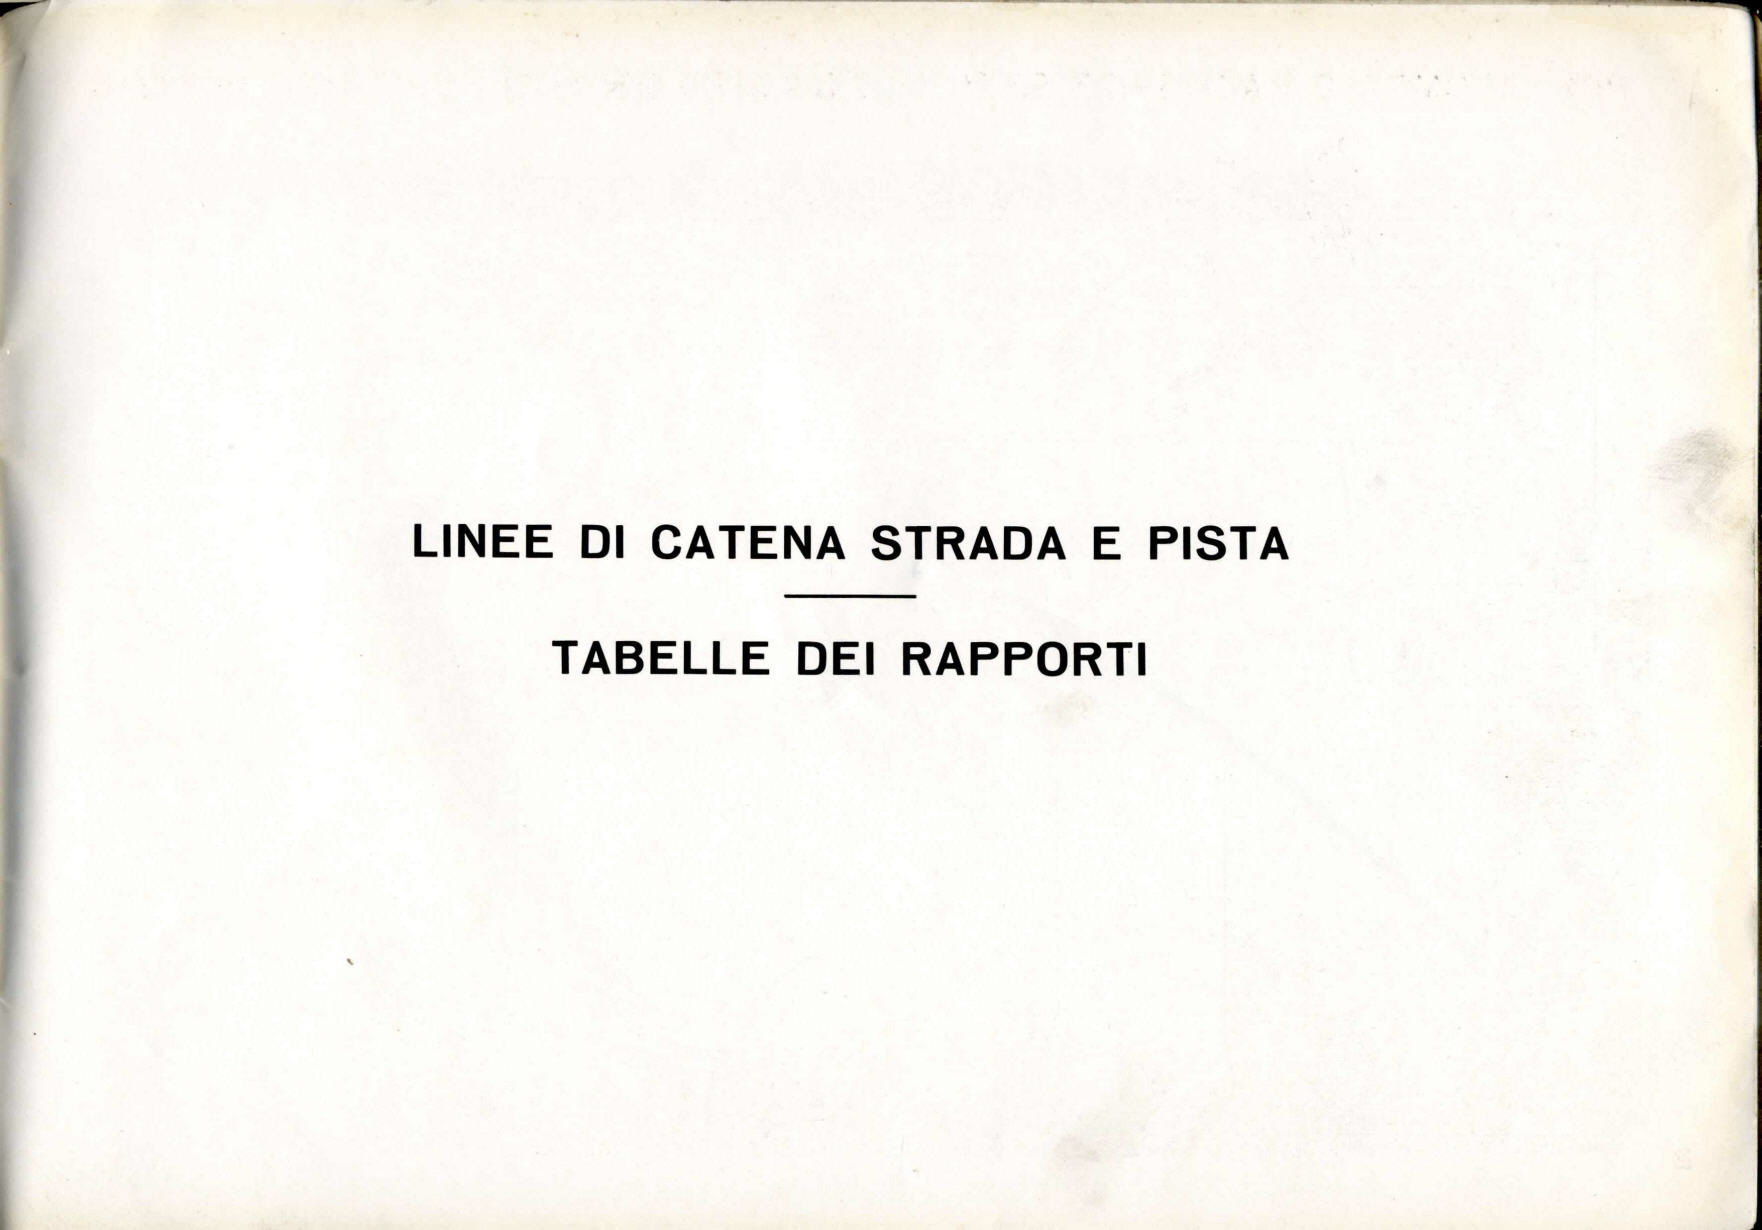 LINEE DI CATENA STRADA E PISTA
TABELLE DEI RAPPORTI